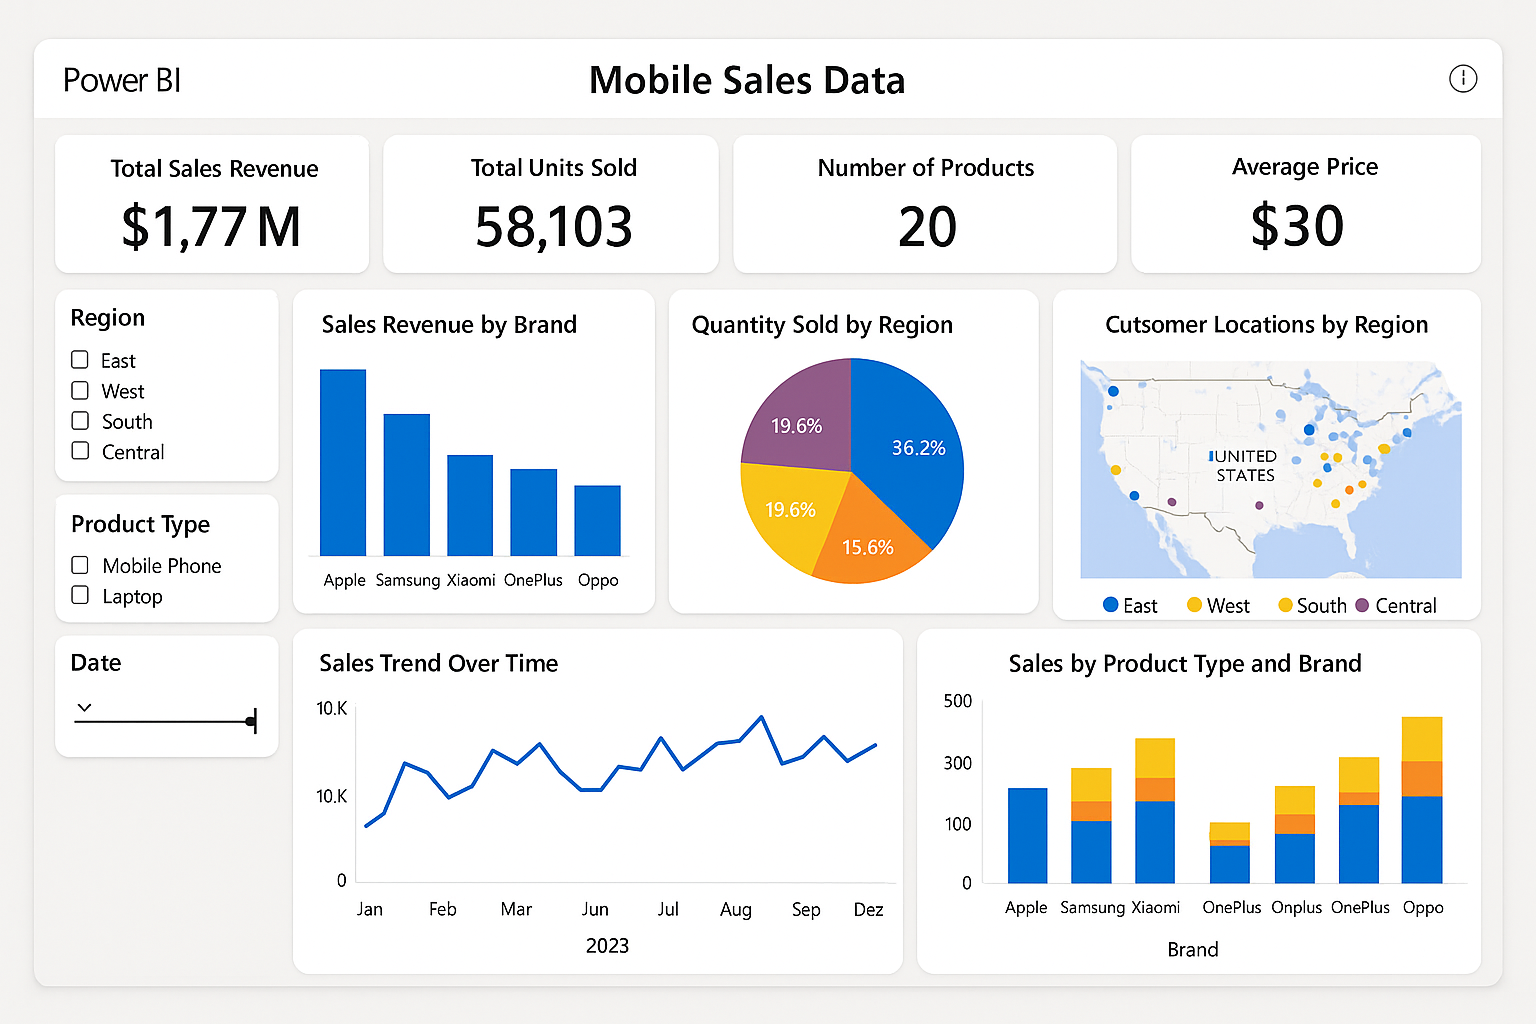 Power BI
Mobile Sales Data
Total Sales Revenue
$1,77 M
Total Units Sold
58,103
Number of Products
20
Average Price
$30
Region
East
West
South
Central
Product Type
Mobile Phone
Laptop
Date
Sales Revenue by Brand
Apple Samsung Xiaomi OnePlus Oppo
Quantity Sold by Region
19.6%
36.2%
19.6%
15.6%
Cutsomer Locations by Region
UNITED
STATES
East West South Central
Sales Trend Over Time
10.K
10.K
0
Jan Feb Mar Jun Jul Aug Sep Dez
2023
Sales by Product Type and Brand
500
300
100
0
Apple Samsung Xiaomi OnePlus Onplus OnePlus Oppo
Brand